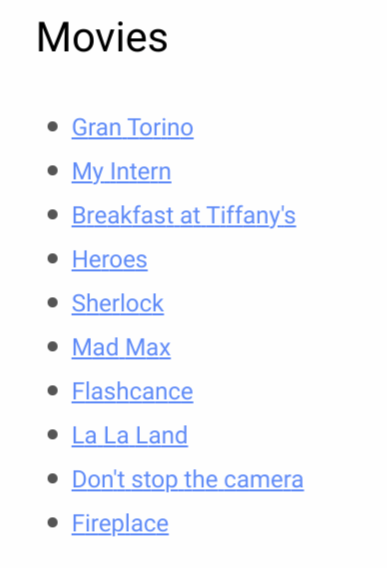 Movies
Gran Torino
My Intern
Breakfast at Tiffany's
Heroes
Sherlock
Mad Max
Flashcance
La La Land
Don't stop the camera
Fireplace